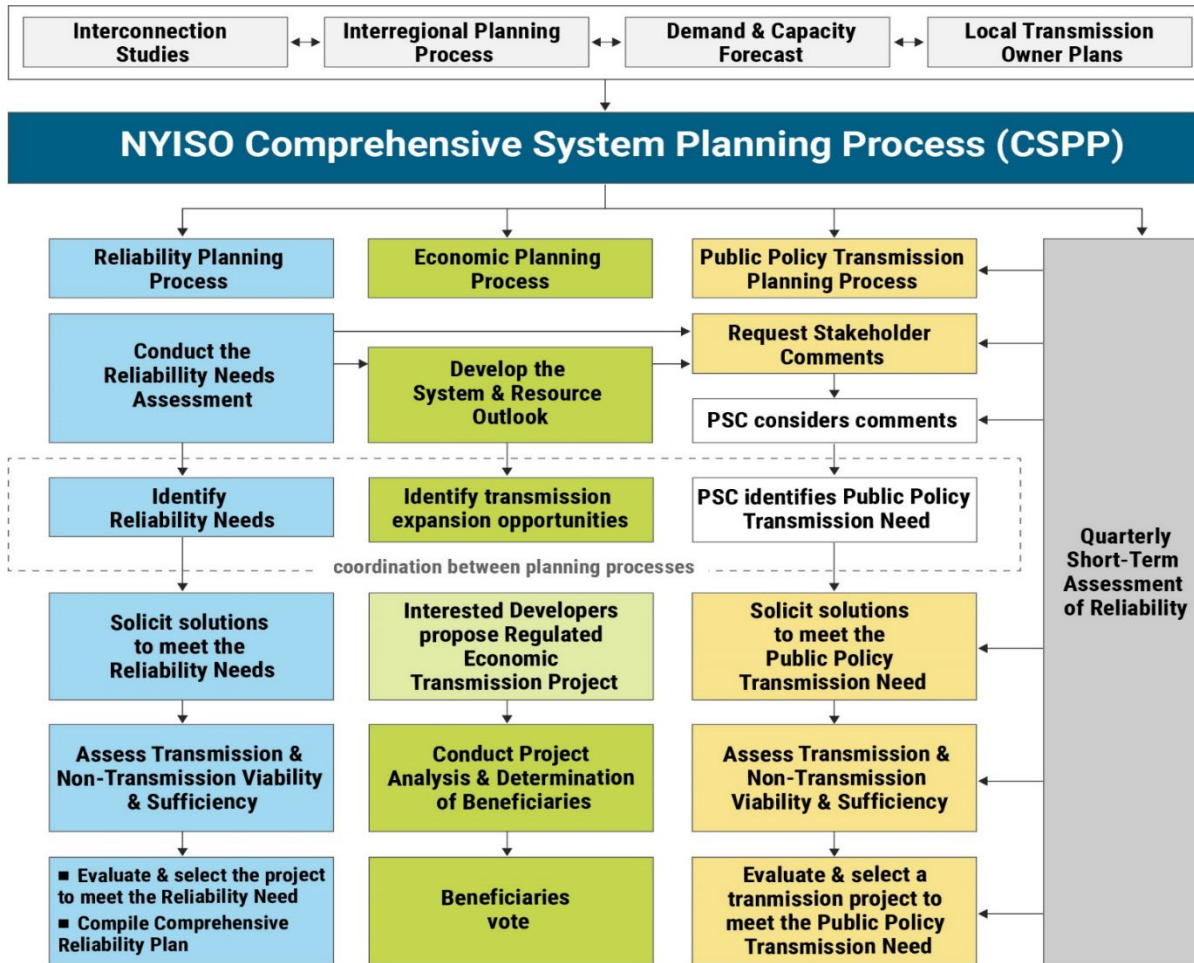 Interconnection
Studies
Interregional Planning
Process
Demand & Capacity
Forecast
Local Transmission
Owner Plans
NYISO Comprehensive System Planning Process (CSPP)
Reliability Planning
Process
Economic Planning
Process
Public Policy Transmission
Planning Process
Conduct the
Reliabillity Needs
Assessment
Develop the
System & Resource
Outlook
Request Stakeholder
Comments
PSC considers comments
Identify
Reliability Needs
Identify transmission
expansion opportunities
PSC identifies Public Policy
Transmission Need
coordination between planning processes
Quarterly
Short-Term
Assessment
of Reliability
Solicit solutions
to meet the
Reliability Needs
Interested Developers
propose Regulated
Economic
Transmission Project
Solicit solutions
to meet the
Public Policy
Transmission Need
Assess Transmission &
Non-Transmission Viability
& Sufficiency
Conduct Project
Analysis & Determination
of Beneficiaries
Assess Transmission &
Non-Transmission
Viability & Sufficiency
■ Evaluate & select the project
to meet the Reliability Need
■ Compile Comprehensive
Reliability Plan
Beneficiaries
vote
Evaluate & select a
tranmission project to
meet the Public Policy
Transmission Need